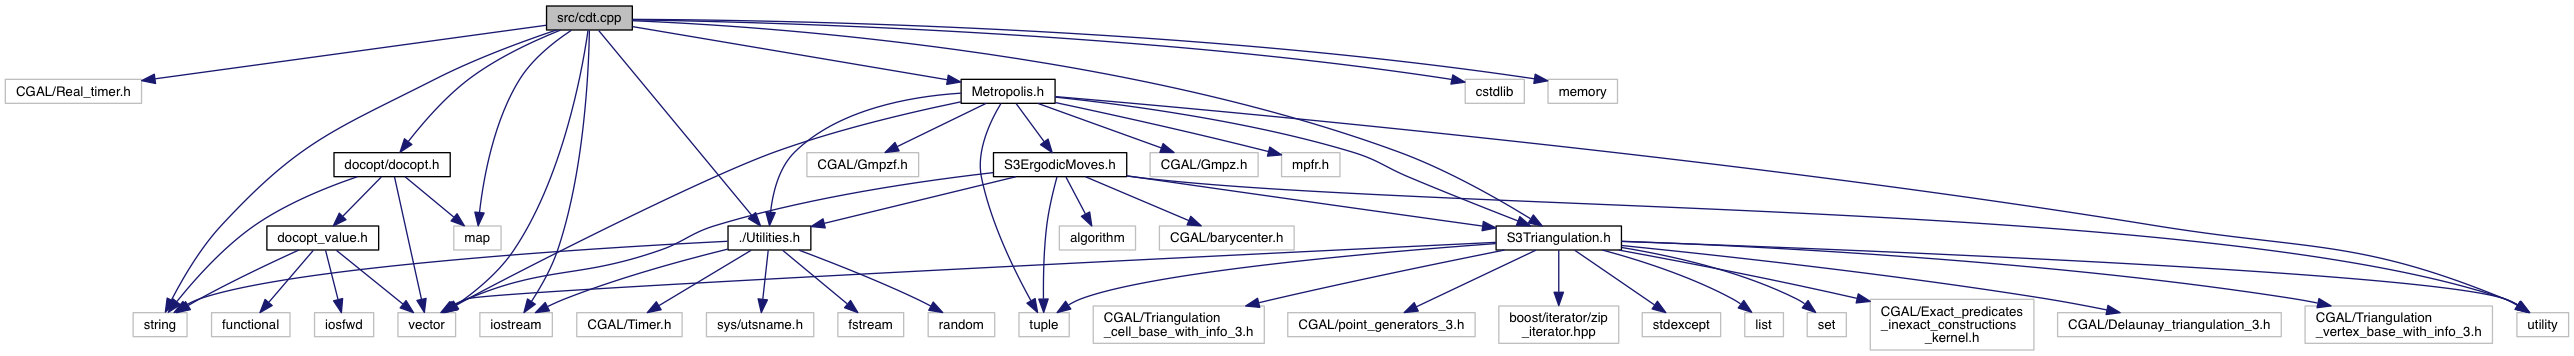 src/cdt.cpp
CGAL/Real_timer.h
Metropolis.h
cstdlib
memory
docopt/docopt.h
CGAL/Gmpzf.h
S3ErgodicMoves.h
CGAL/Gmpz.h
mpfr.h
docopt_value.h
map
./Utilities.h
algorithm
CGAL/barycenter.h
S3Triangulation.h
string
functional
iosfwd
vector
iostream
CGAL/Timer.h
sys/utsname.h
fstream
random
tuple
CGAL/Triangulation
_cell_base_with_info_3.h
CGAL/point_generators_3.h
boost/iterator/zip
_iterator.hpp
stdexcept
list
set
CGAL/Exact_predicates
_inexact_constructions
_kernel.h
CGAL/Delaunay_triangulation_3.h
CGAL/Triangulation
_vertex_base_with_info_3.h
utility